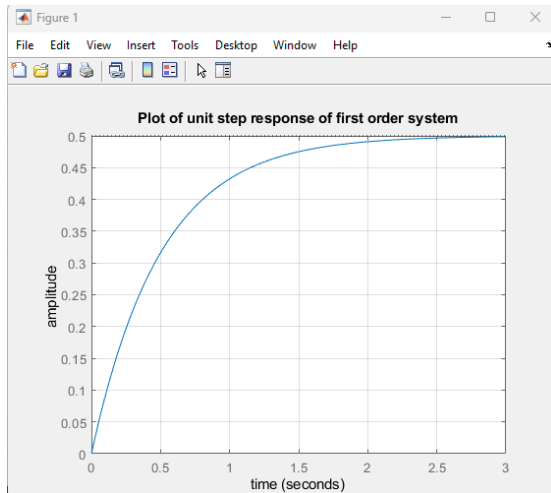 Figure 1
File Edit View Insert Tools Desktop Window Help
Plot of unit step response of first order system
0.5
0.45
0.4
0.35
0.3
0.25
0.2
0.15
0.1
0.05
0
amplitude
0 0.5 1 1.5 2 2.5 3
time (seconds)